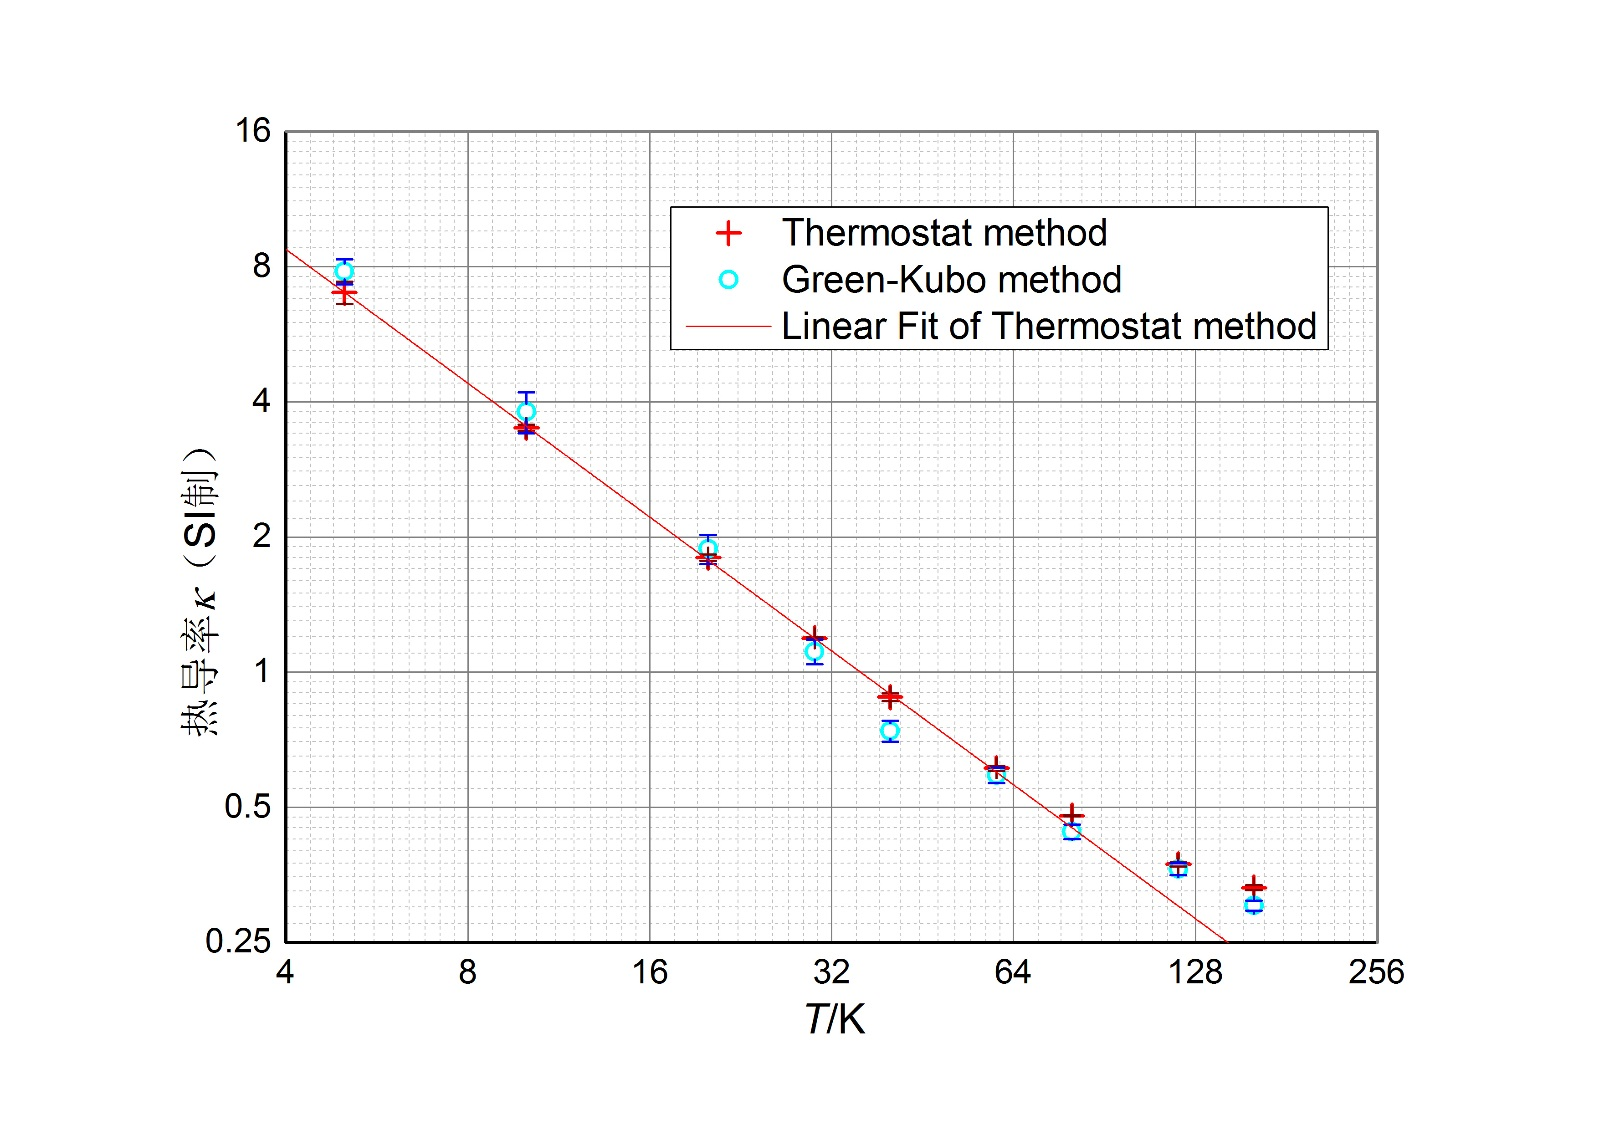 16
8
4
2
1
0.5
0.25
热导率κ（SI制）
Thermostat method
Green-Kubo method
Linear Fit of Thermostat method
4 8 16 32 64 128 256
T/K